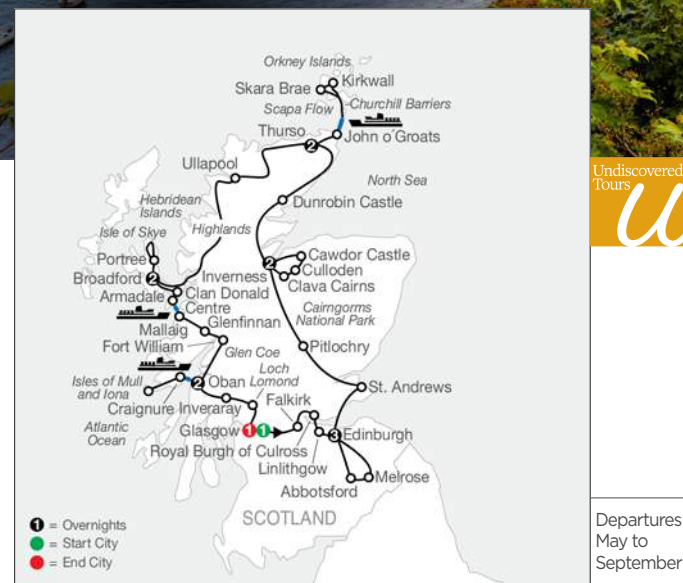 Orkney Islands
Skara Brae
Kirkwall
Scapa Flow
Churchill Barriers
Thurso
2
John o'Groats
Ullapool
North Sea
Hebridean
Islands
Dunrobin Castle
Isle of Skye
Highlands
Portree
2
Cawdor Castle
Broadford
2
Inverness
Culloden
Armadale
Clan Donald
Centre
Clava Cairns
Mallaig
Glenfinnan
Cairngorms
National Park
Fort William
Glen Coe
Pitlochry
Loch
Lomond
Isles of Mull
and Iona
2
Oban
St. Andrews
Craignure
Inveraray
Falkirk
Atlantic
Ocean
Glasgow
1
1
3
Edinburgh
Royal Burgh of Culross
Linlithgow
Melrose
Abbotsford
SCOTLAND
1 = Overnights
= Start City
= End City
Undiscovered
Tours
U
Departures
May to
September